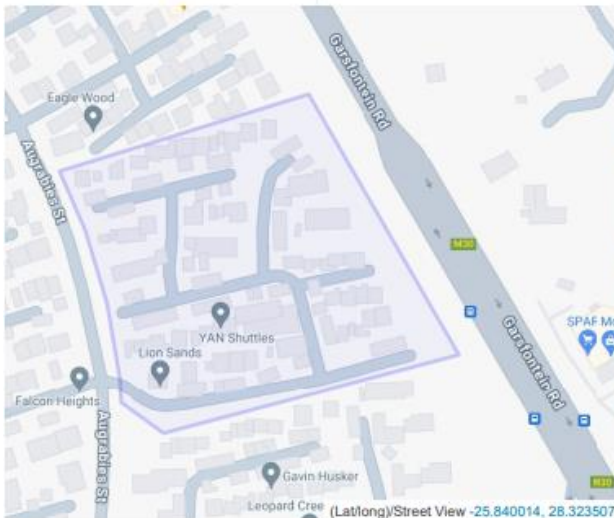 Garsfontein Rd
Eagle Wood
Augrabies St
M30
YAN Shuttles
SPAR Mo
Lion Sands
Garsfontein Rd
Falcon Heights
Augrabies St
Gavin Husker
M30
Leopard Cree
(Lat/long)/Street View -25.840014, 28.323507